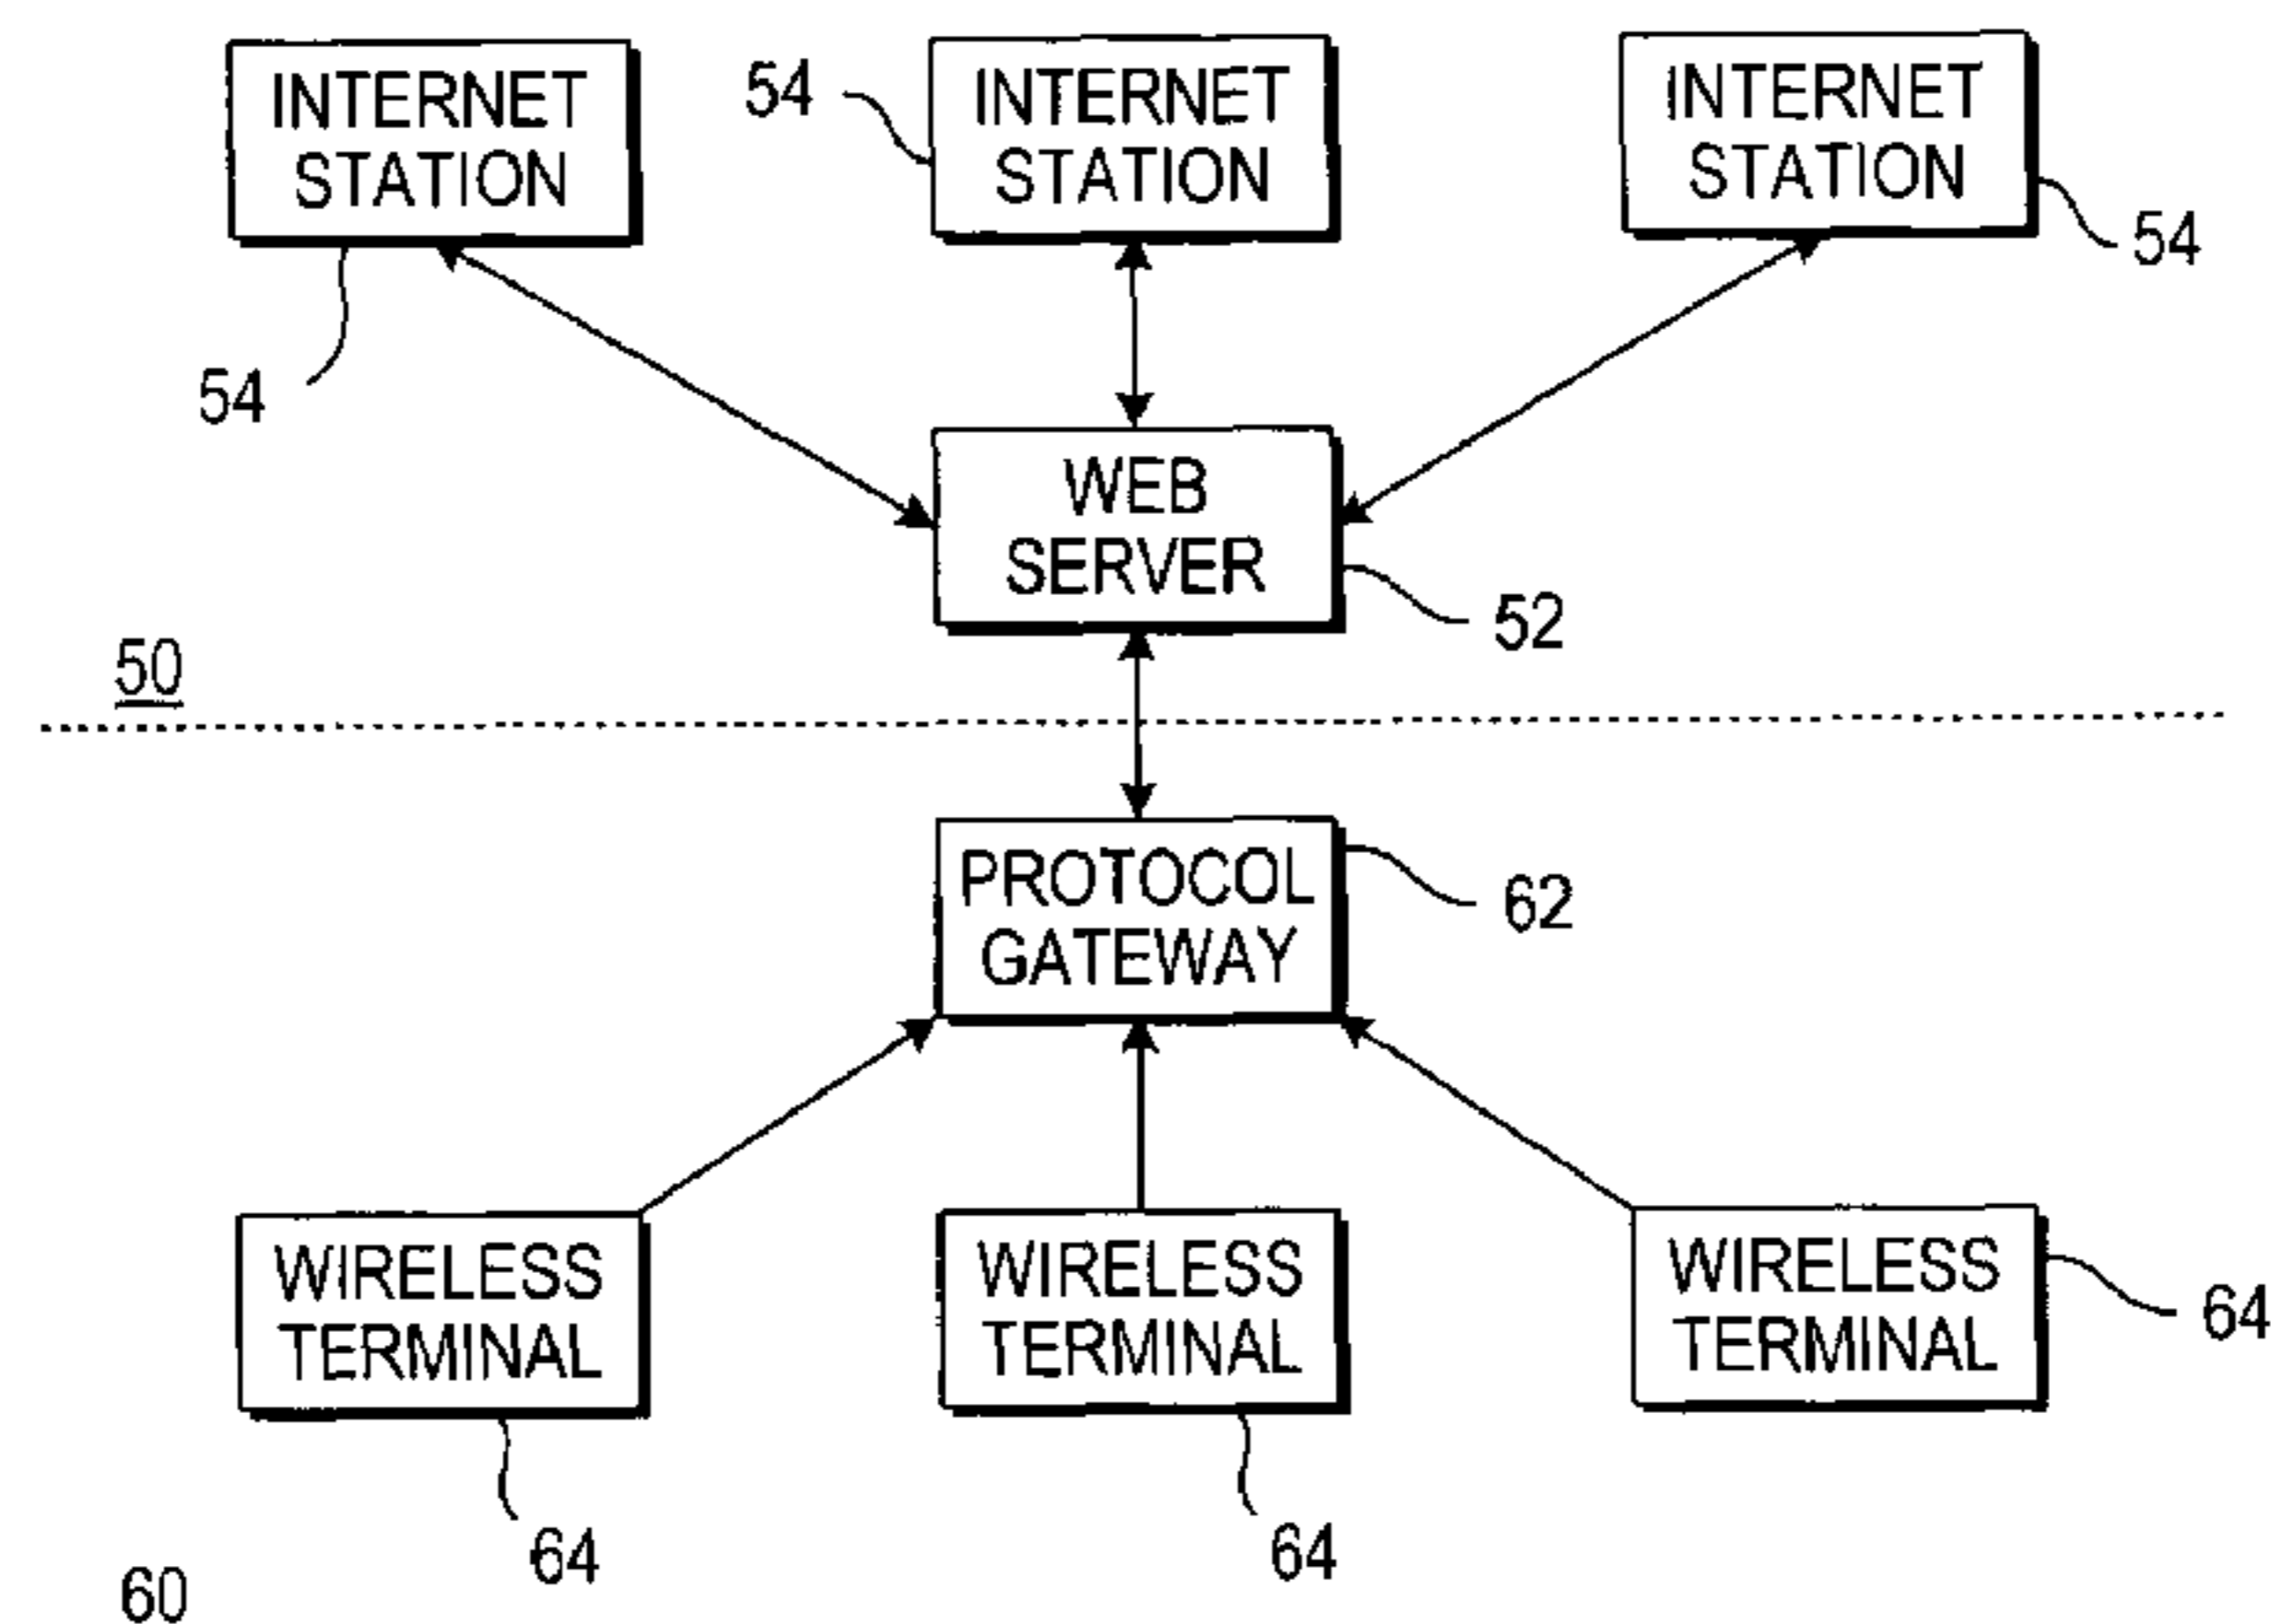 INTERNET
STATION
54
INTERNET
STATION
INTERNET
STATION
54
54
WEB
SERVER
52
50
PROTOCOL
GATEWAY
62
WIRELESS
TERMINAL
WIRELESS
TERMINAL
WIRELESS
TERMINAL
64
64
64
60